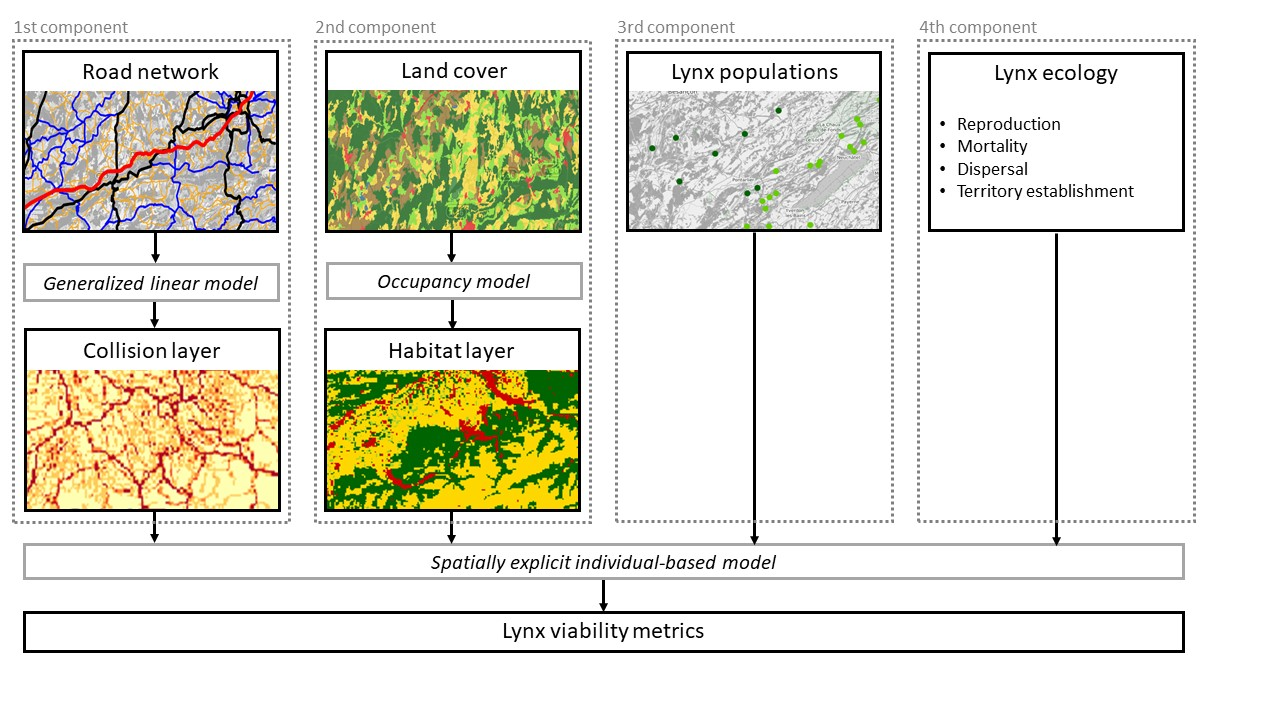 1st component
2nd component
3rd component
4th component
Road network
Land cover
Lynx populations
Lynx ecology
• Reproduction
• Mortality
• Dispersal
• Territory establishment
Generalized linear model
Occupancy model
Collision layer
Habitat layer
Spatially explicit individual-based model
Lynx viability metrics